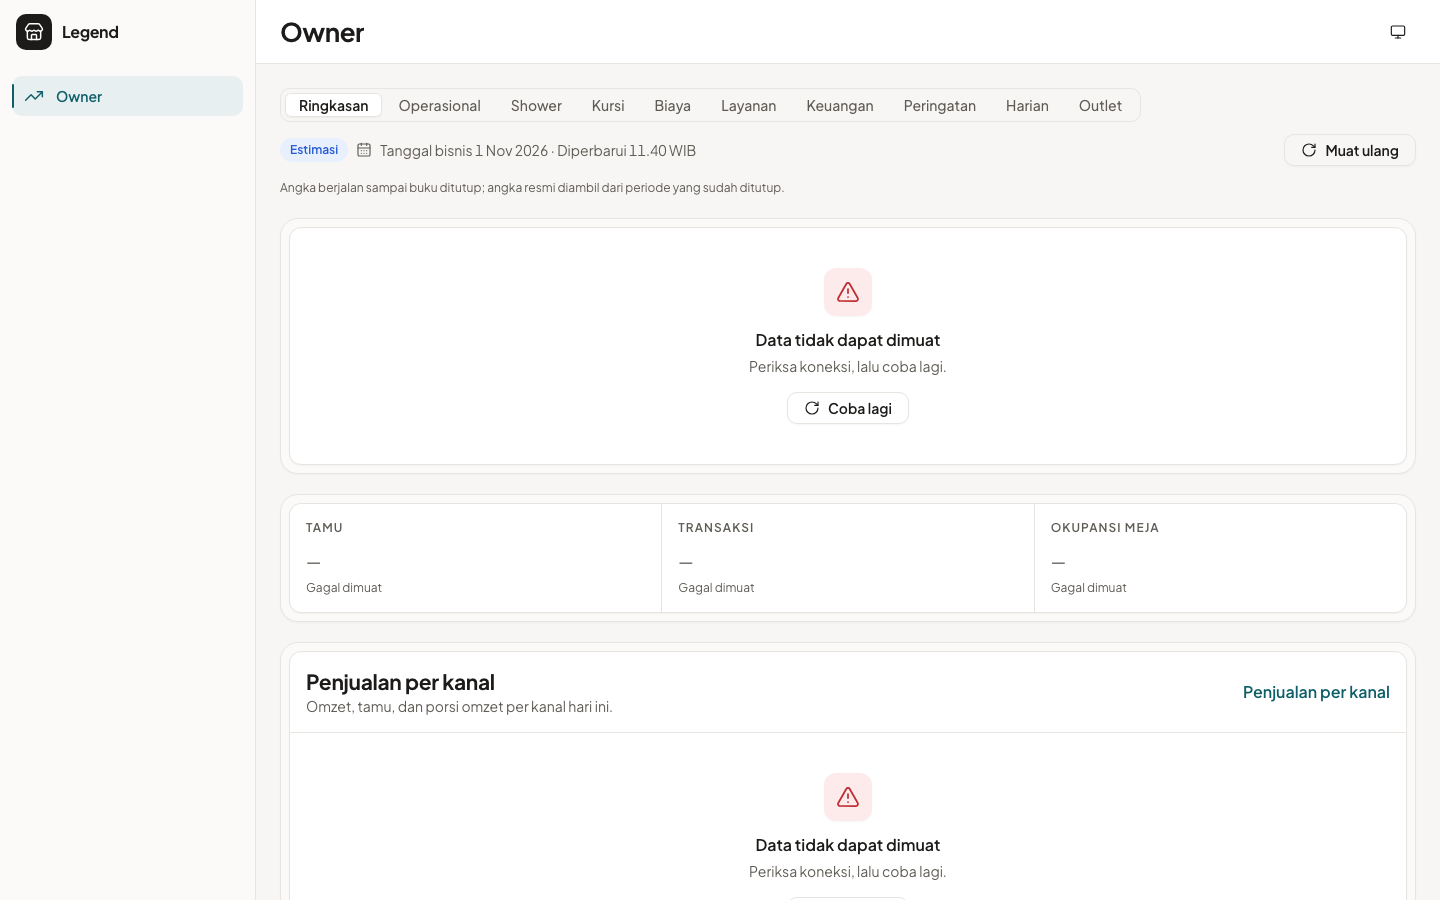 Legend
Owner
Owner
Ringkasan
Operasional
Shower
Kursi
Biaya
Layanan
Keuangan
Peringatan
Harian
Outlet
Estimasi
Tanggal bisnis 1 Nov 2026 · Diperbarui 11.40 WIB
Muat ulang
Angka berjalan sampai buku ditutup; angka resmi diambil dari periode yang sudah ditutup.
Data tidak dapat dimuat
Periksa koneksi, lalu coba lagi.
Coba lagi
TAMU
—
Gagal dimuat
TRANSAKSI
—
Gagal dimuat
OKUPANSI MEJA
—
Gagal dimuat
Penjualan per kanal
Omzet, tamu, dan porsi omzet per kanal hari ini.
Penjualan per kanal
Data tidak dapat dimuat
Periksa koneksi, lalu coba lagi.